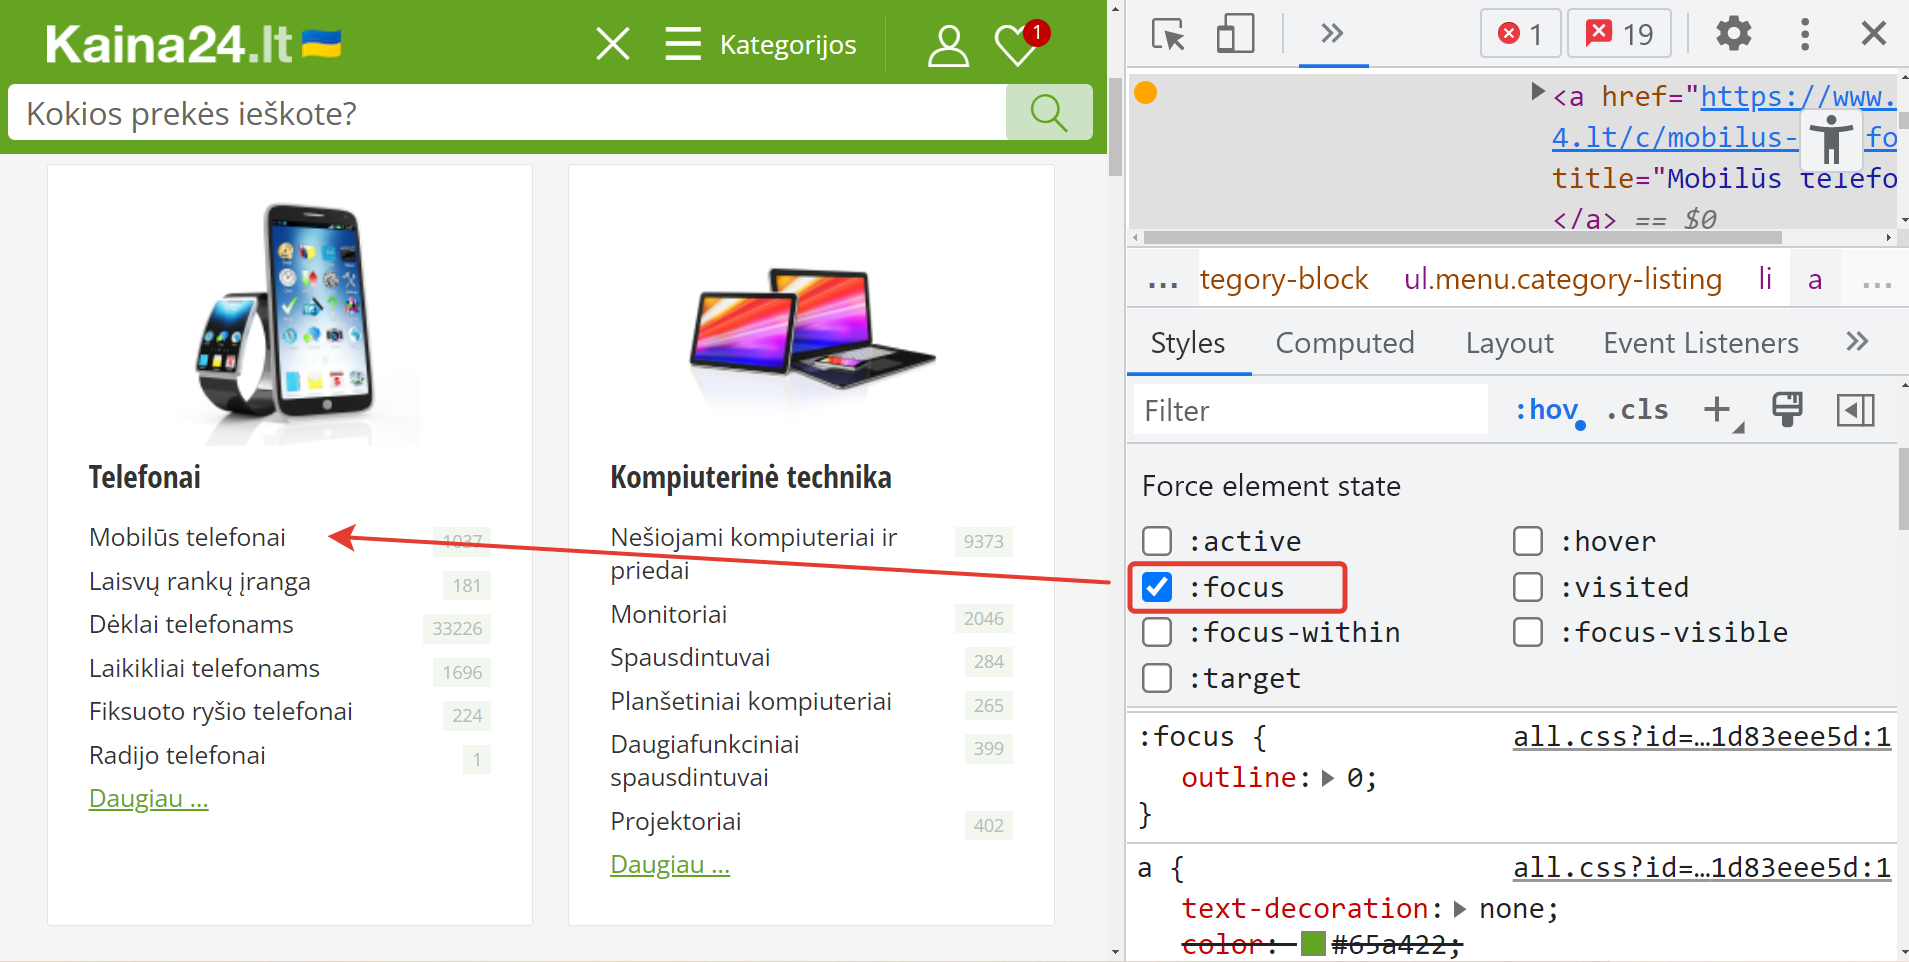 Kaina24.lt
Kategorijos
1
Kokios prekės ieškote?
Telefonai
Mobilūs telefonai 1037
Laisvų rankų įranga 181
Dėklai telefonams 33226
Laikikliai telefonams 1696
Fiksuoto ryšio telefonai 224
Radijo telefonai 1
Daugiau ...
Kompiuterinė technika
Nešiojami kompiuteriai ir 9373
priedai
Monitoriai 2046
Spausdintuvai 284
Planšetiniai kompiuteriai 265
Daugiafunkciniai 399
spausdintuvai
Projektoriai 402
Daugiau ...
1 19
<a href="https://www.
4.lt/c/mobilus- fo
title="Mobilūs telefo
</a> == $0
... tegory-block ul.menu.category-listing li a ...
Styles Computed Layout Event Listeners
Filter :hov .cls
Force element state
:active :hover
:focus :visited
:focus-within :focus-visible
:target
:focus { all.css?id=…1d83eee5d:1
outline: 0;
}
a { all.css?id=…1d83eee5d:1
text-decoration: none;
color: #65a422;